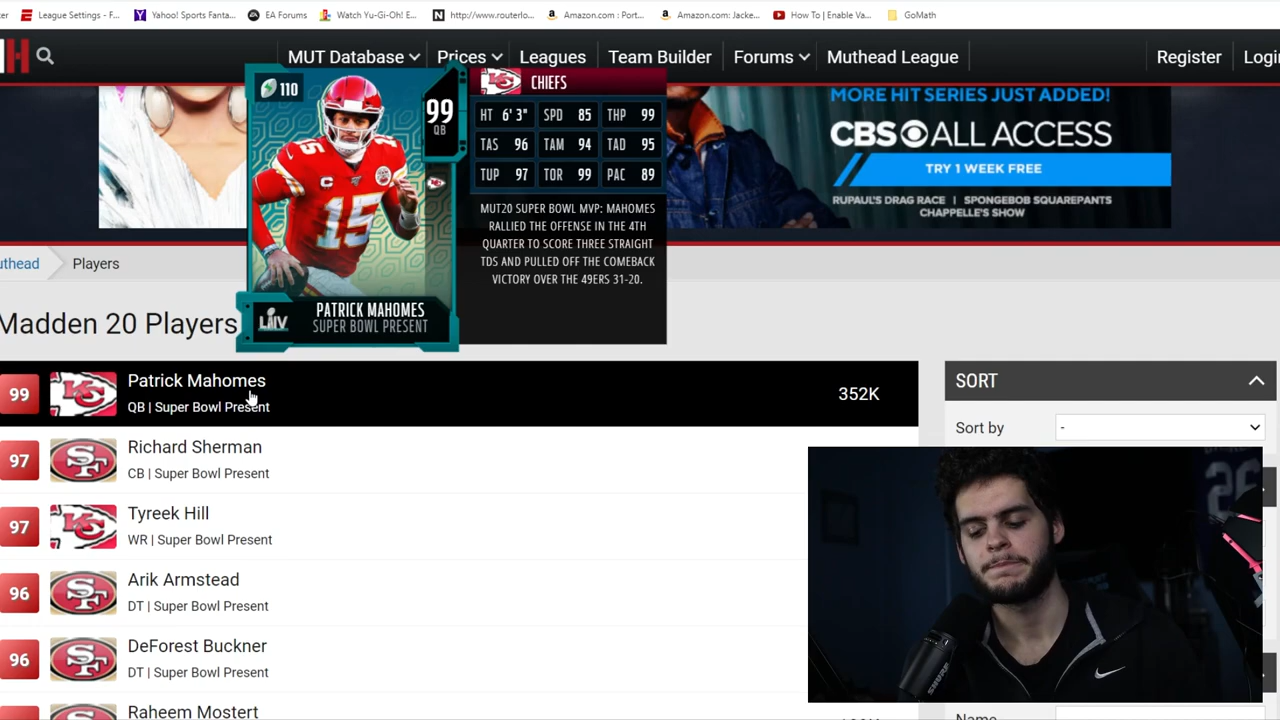 League Settings - F...
Yahoo! Sports Fanta...
EA Forums
Watch Yu-Gi-Oh! E...
http://www.routerlo...
Amazon.com : Port...
Amazon.com: Jacke...
How To | Enable Va...
GoMath
H
MUT Database
Prices
Leagues
Team Builder
Forums
Muthead League
Register
110
99
QB
15
15
C
LIV
PATRICK MAHOMES
SUPER BOWL PRESENT
CHIEFS
HT 6' 3" SPD 85 THP 99
TAS 96 TAM 94 TAD 95
TUP 97 TOR 99 PAC 89
MUT20 SUPER BOWL MVP: MAHOMES
RALLIED THE OFFENSE IN THE 4TH
QUARTER TO SCORE THREE STRAIGHT
TDS AND PULLED OFF THE COMEBACK
VICTORY OVER THE 49ERS 31-20.
MORE HIT SERIES JUST ADDED!
CBS ALL ACCESS
TRY 1 WEEK FREE
RUPAUL'S DRAG RACE | SPONGEBOB SQUAREPANTS
CHAPPELLE'S SHOW
Players
Madden 20 Players
99
Patrick Mahomes
QB | Super Bowl Present
352K
97
Richard Sherman
CB | Super Bowl Present
97
Tyreek Hill
WR | Super Bowl Present
96
Arik Armstead
DT | Super Bowl Present
96
DeForest Buckner
DT | Super Bowl Present
Raheem Mostert
SORT
Sort by
-
Name
26
SHURE